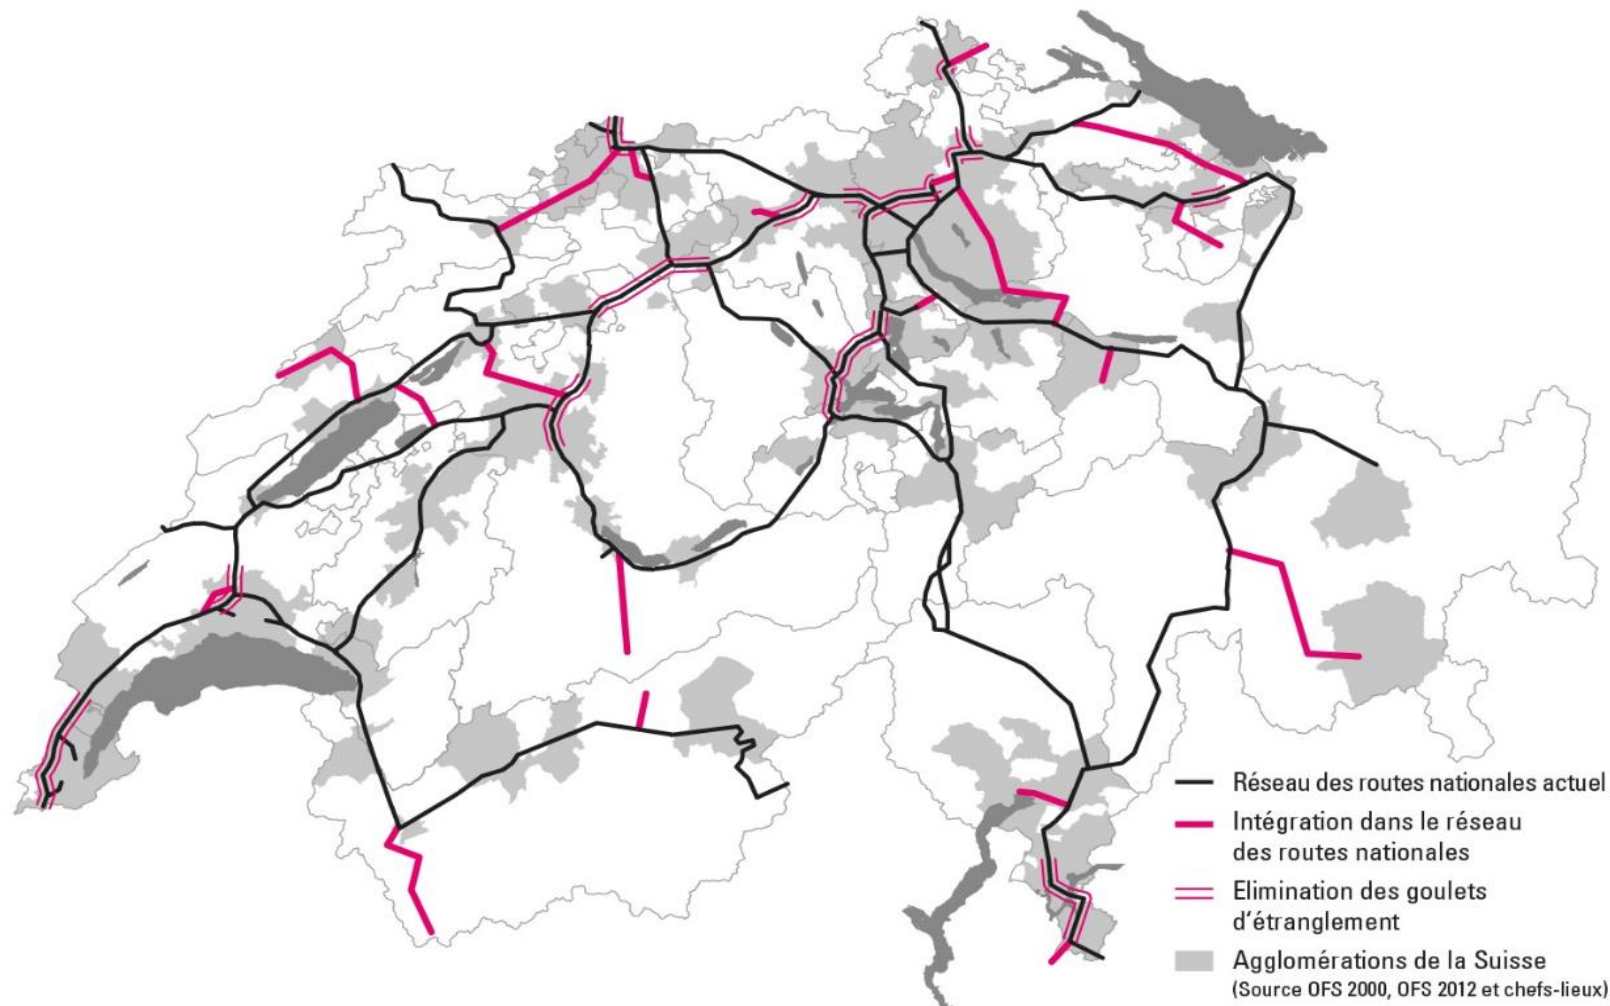 Réseau des routes nationales actuel
Intégration dans le réseau
des routes nationales
Elimination des goulets
d'étranglement
Agglomérations de la Suisse
(Source OFS 2000, OFS 2012 et chefs-lieux)